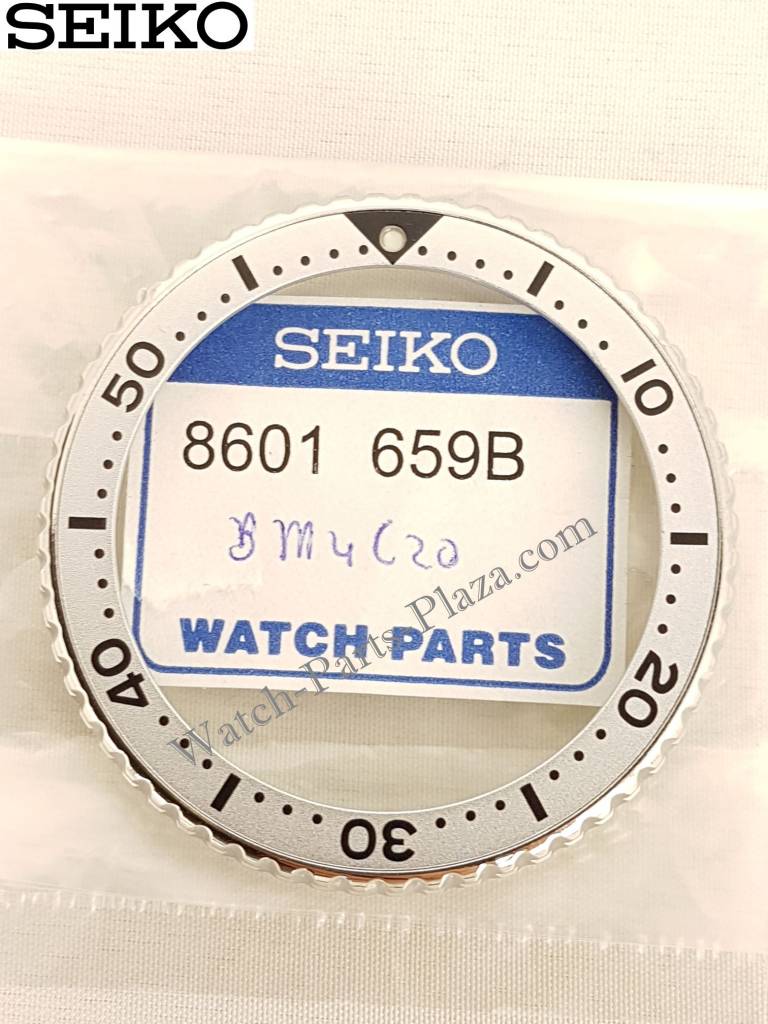 SEIKO
50
10
SEIKO
8601 659B
BM4C20
Watch-Parts-Plaza.com
WATCH PARTS
40
20
30